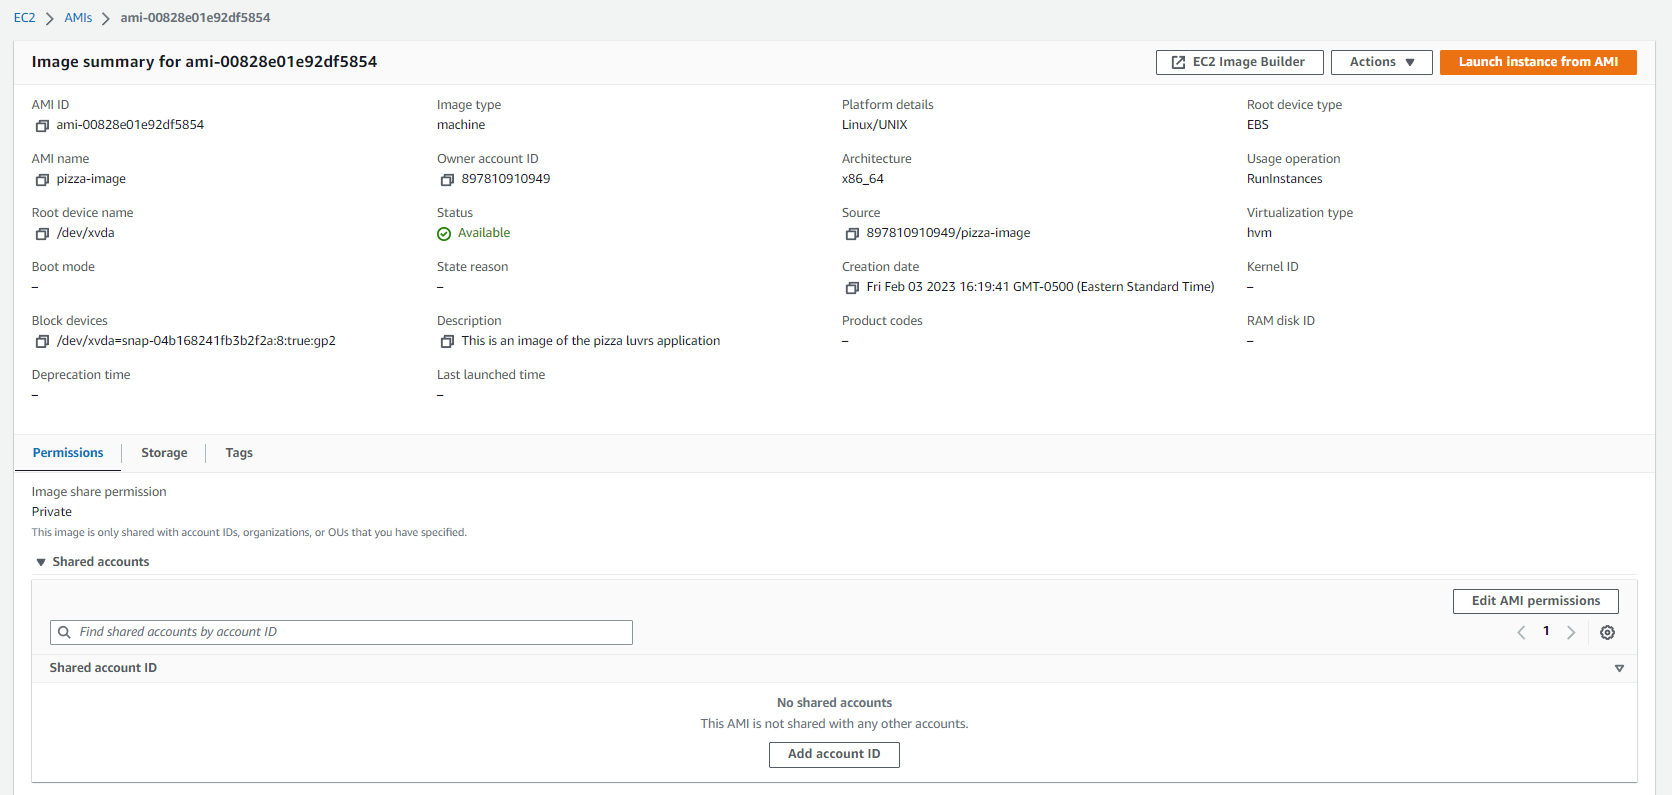 EC2 > AMIs > ami-00828e01e92df5854
Image summary for ami-00828e01e92df5854
EC2 Image Builder
Actions
Launch instance from AMI
AMI ID
ami-00828e01e92df5854
Image type
machine
Platform details
Linux/UNIX
Root device type
EBS
AMI name
pizza-image
Owner account ID
897810910949
Architecture
x86_64
Usage operation
RunInstances
Root device name
/dev/xvda
Status
Available
Source
897810910949/pizza-image
Virtualization type
hvm
Boot mode
–
State reason
–
Creation date
Fri Feb 03 2023 16:19:41 GMT-0500 (Eastern Standard Time)
Kernel ID
–
Block devices
/dev/xvda=snap-04b168241fb3b2f2a:8:true:gp2
Description
This is an image of the pizza luvrs application
Product codes
–
RAM disk ID
–
Deprecation time
–
Last launched time
–
Permissions
Storage
Tags
Image share permission
Private
This image is only shared with account IDs, organizations, or OUs that you have specified.
Shared accounts
Edit AMI permissions
Find shared accounts by account ID
1
Shared account ID
No shared accounts
This AMI is not shared with any other accounts.
Add account ID